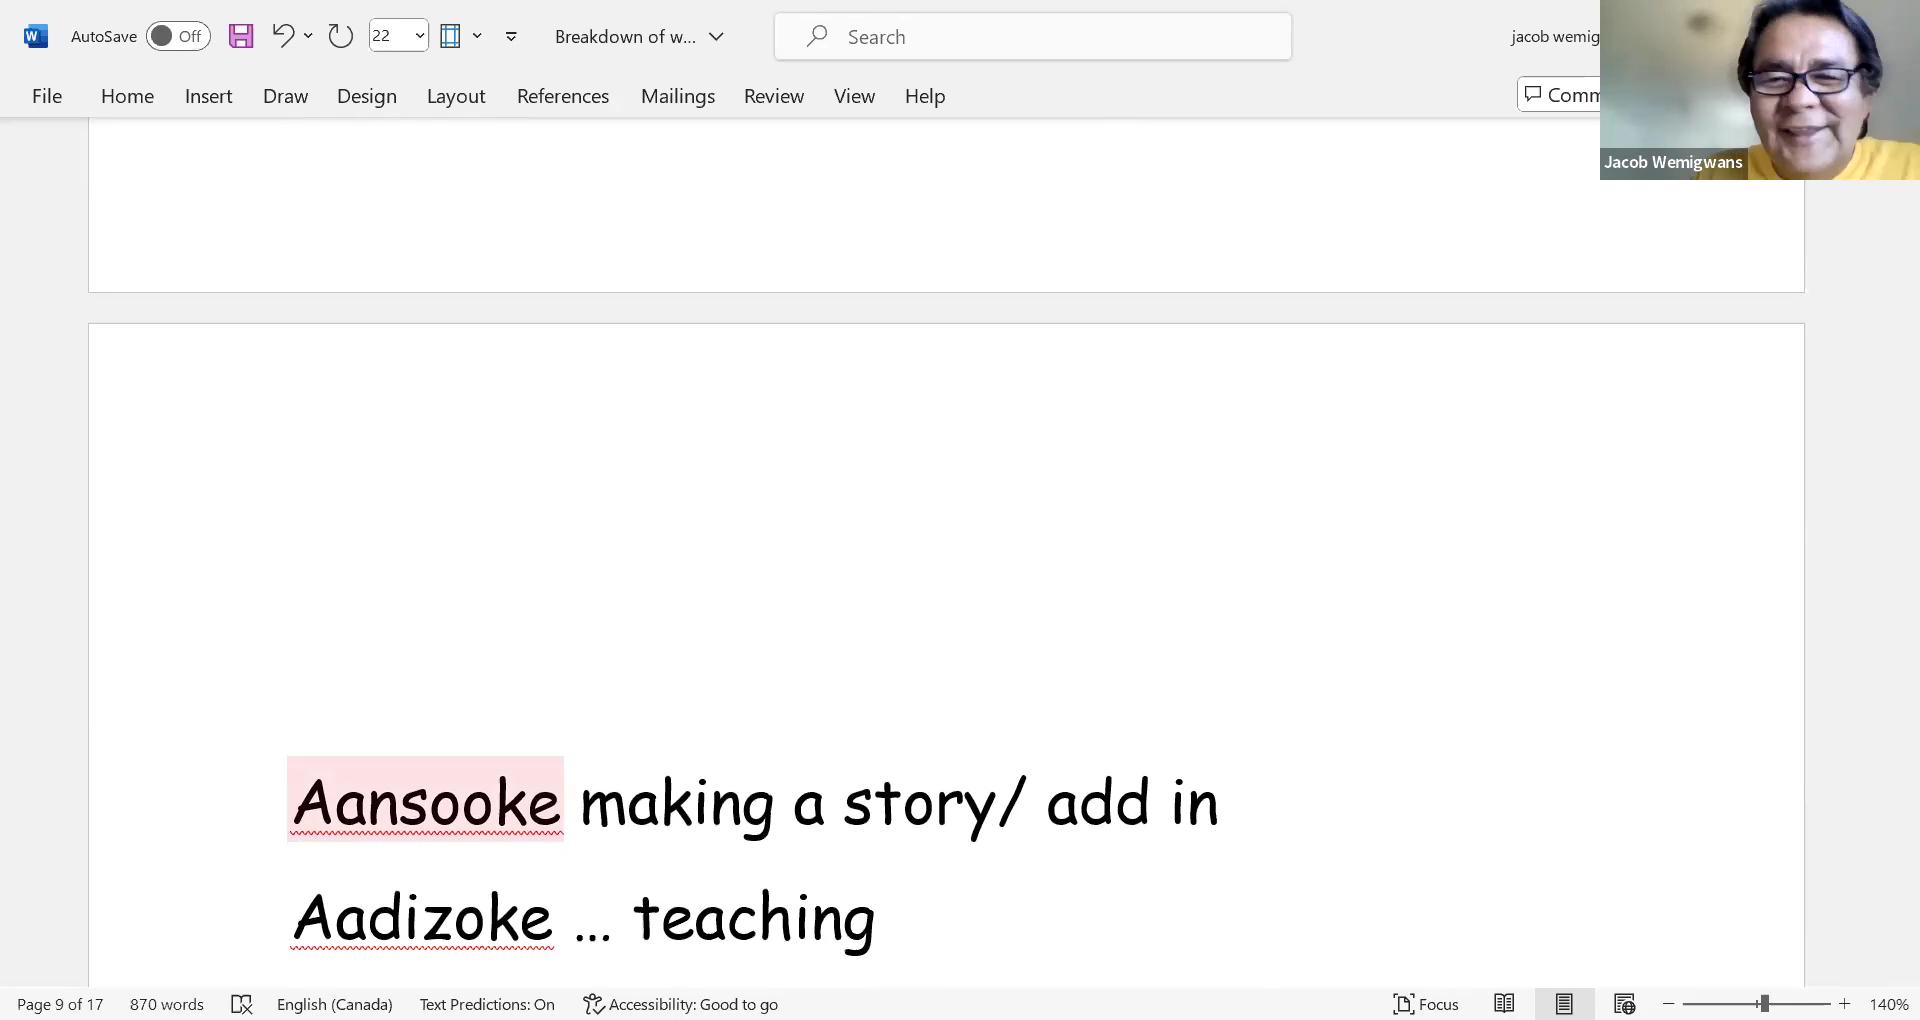 AutoSave Off 22 Breakdown of w... Search jacob wemig
File Home Insert Draw Design Layout References Mailings Review View Help
Jacob Wemigwans
Aansooke making a story/ add in
Aadizoke ... teaching
Page 9 of 17 870 words English (Canada) Text Predictions: On Accessibility: Good to go Focus 140%